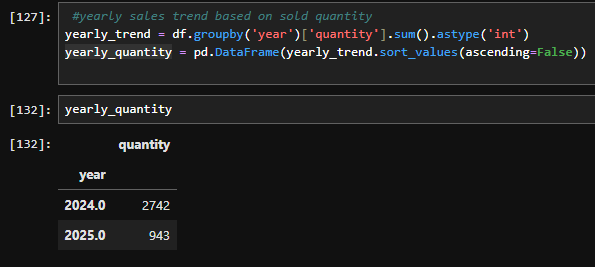 [127]: #yearly sales trend based on sold quantity
yearly_trend = df.groupby('year')['quantity'].sum().astype('int')
yearly_quantity = pd.DataFrame(yearly_trend.sort_values(ascending=False))
[132]: yearly_quantity
[132]: quantity
year
2024.0 2742
2025.0 943